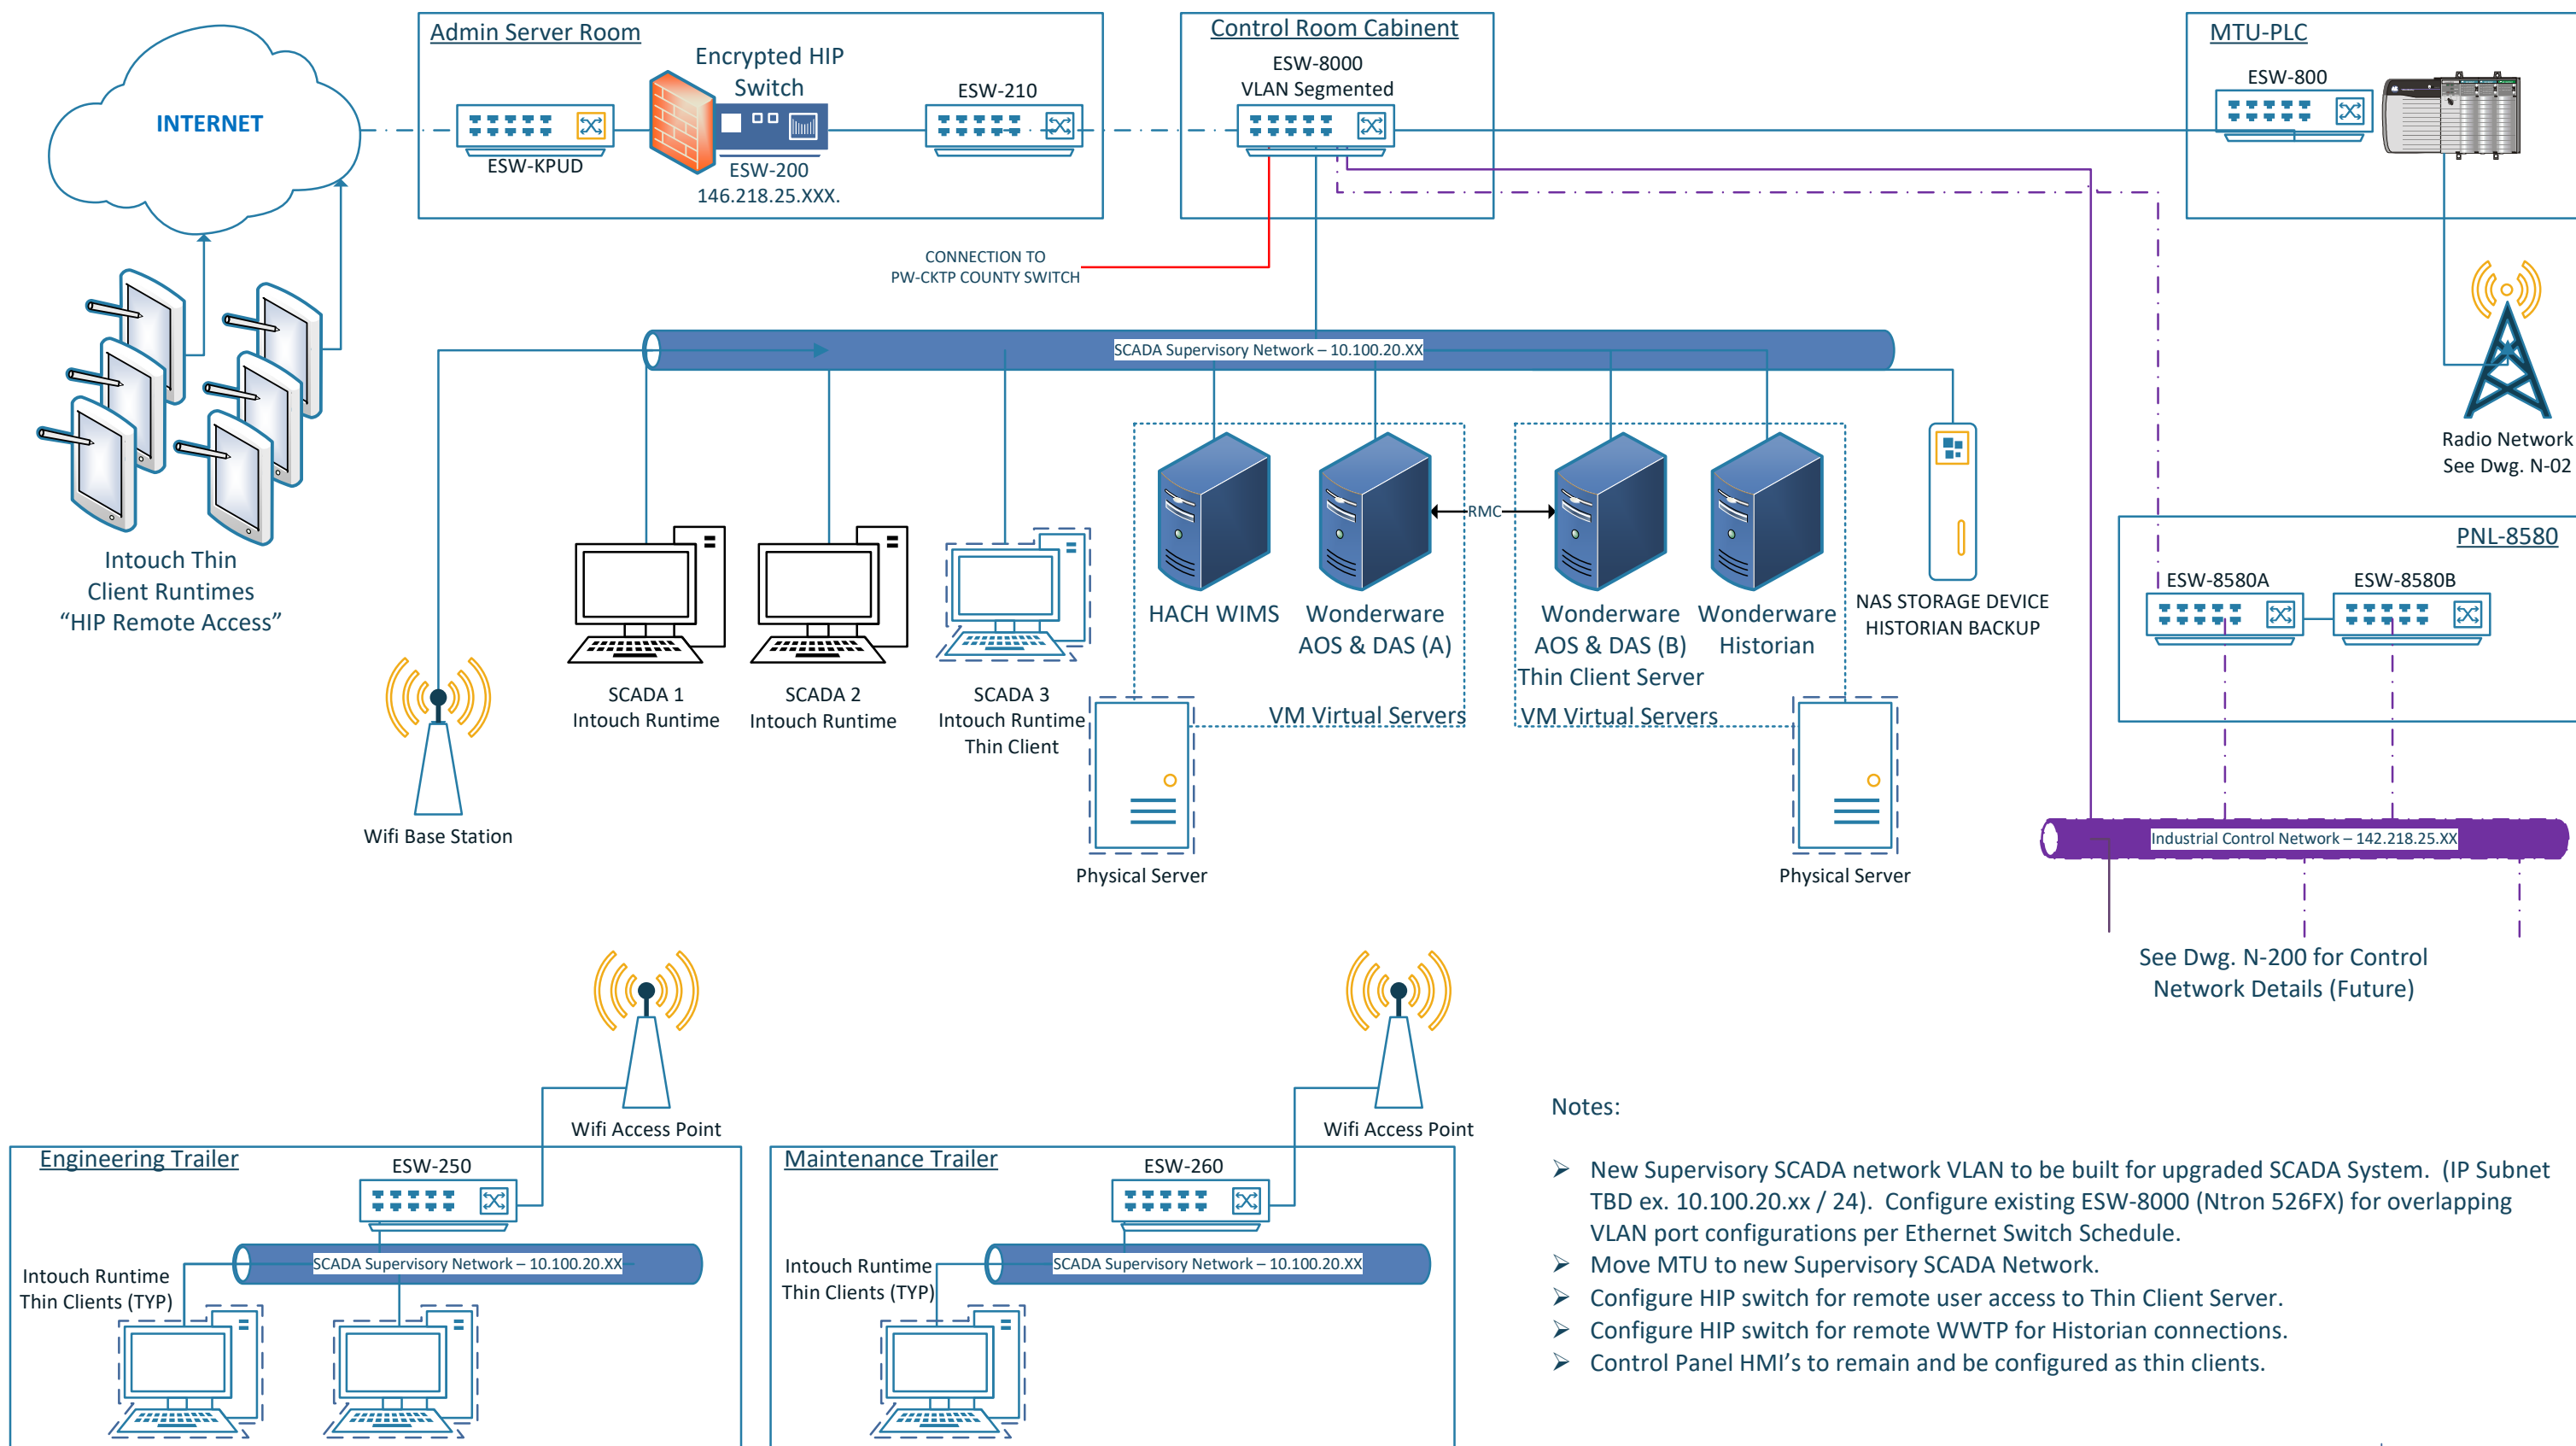 Admin Server Room
Encrypted HIP
Switch
ESW-210
ESW-KPUD
ESW-200
146.218.25.XXX.
INTERNET
Control Room Cabinent
ESW-8000
VLAN Segmented
MTU-PLC
ESW-800
CONNECTION TO
PW-CKTP COUNTY SWITCH
SCADA Supervisory Network – 10.100.20.XX
Radio Network
See Dwg. N-02
Intouch Thin
Client Runtimes
“HIP Remote Access”
Wifi Base Station
SCADA 1
Intouch Runtime
SCADA 2
Intouch Runtime
SCADA 3
Intouch Runtime
Thin Client
HACH WIMS
Wonderware
AOS & DAS (A)
RMC
Wonderware
AOS & DAS (B)
Thin Client Server
Wonderware
Historian
VM Virtual Servers
VM Virtual Servers
Physical Server
Physical Server
NAS STORAGE DEVICE
HISTORIAN BACKUP
PNL-8580
ESW-8580A
ESW-8580B
Industrial Control Network – 142.218.25.XX
See Dwg. N-200 for Control
Network Details (Future)
Wifi Access Point
Engineering Trailer
ESW-250
SCADA Supervisory Network – 10.100.20.XX
Intouch Runtime
Thin Clients (TYP)
Wifi Access Point
Maintenance Trailer
ESW-260
SCADA Supervisory Network – 10.100.20.XX
Intouch Runtime
Thin Clients (TYP)
Notes:
➢ New Supervisory SCADA network VLAN to be built for upgraded SCADA System. (IP Subnet
TBD ex. 10.100.20.xx / 24). Configure existing ESW-8000 (Ntron 526FX) for overlapping
VLAN port configurations per Ethernet Switch Schedule.
➢ Move MTU to new Supervisory SCADA Network.
➢ Configure HIP switch for remote user access to Thin Client Server.
➢ Configure HIP switch for remote WWTP for Historian connections.
➢ Control Panel HMI’s to remain and be configured as thin clients.